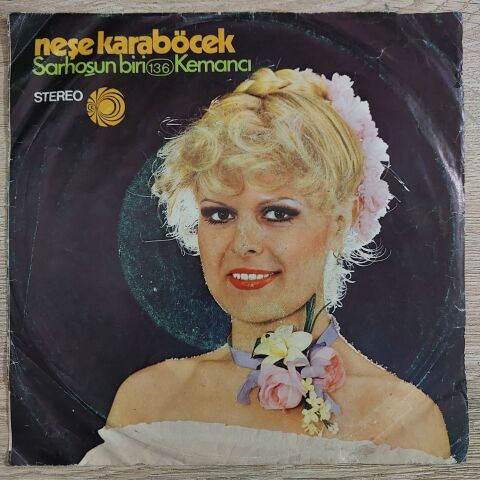 neşe karaböcek
Sarhoşun biri 136 Kemancı
STEREO